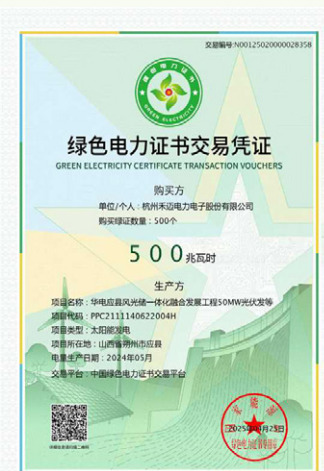 交易编号:N00125020000028358
绿色电力证书
GREEN ELECTRICITY
绿色电力证书交易凭证
GREEN ELECTRICITY CERTIFICATE TRANSACTION VOUCHERS
购买方
单位/个人：杭州禾迈电力电子股份有限公司
购买绿证数量：500个
500兆瓦时
生产方
项目名称：华电应县风光储一体化融合发展工程50MW光伏发等
项目代码：PPC2111140622004H
项目类型：太阳能发电
项目所在地：山西省朔州市应县
电量生产日期：2024年05月
交易平台：中国绿色电力证书交易平台